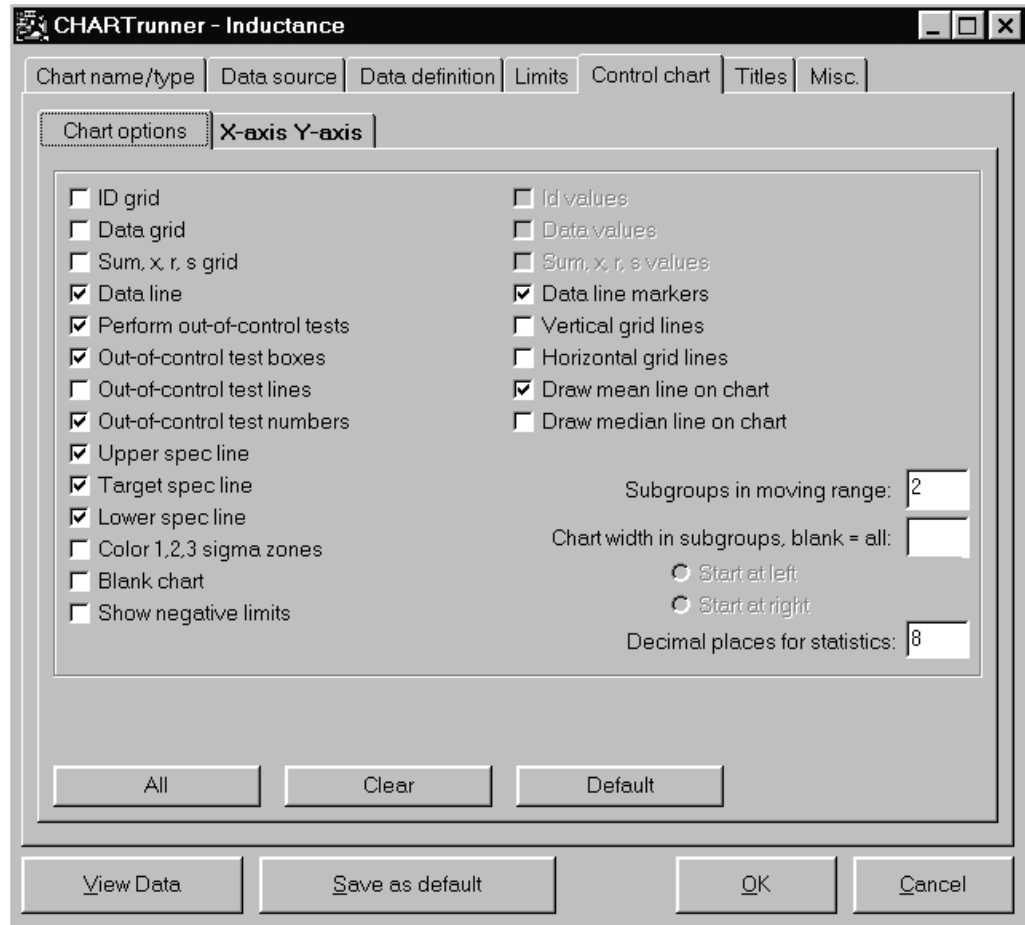 CHARTrunner - Inductance
Chart name/type Data source Data definition Limits Control chart Titles Misc.
Chart options X-axis Y-axis
ID grid
Data grid
Sum, x, r, s grid
Data line
Perform out-of-control tests
Out-of-control test boxes
Out-of-control test lines
Out-of-control test numbers
Upper spec line
Target spec line
Lower spec line
Color 1,2,3 sigma zones
Blank chart
Show negative limits
Id values
Data values
Sum, x, r, s values
Data line markers
Vertical grid lines
Horizontal grid lines
Draw mean line on chart
Draw median line on chart
Subgroups in moving range: 2
Chart width in subgroups, blank = all:
Start at left
Start at right
Decimal places for statistics: 8
All Clear Default
View Data Save as default OK Cancel